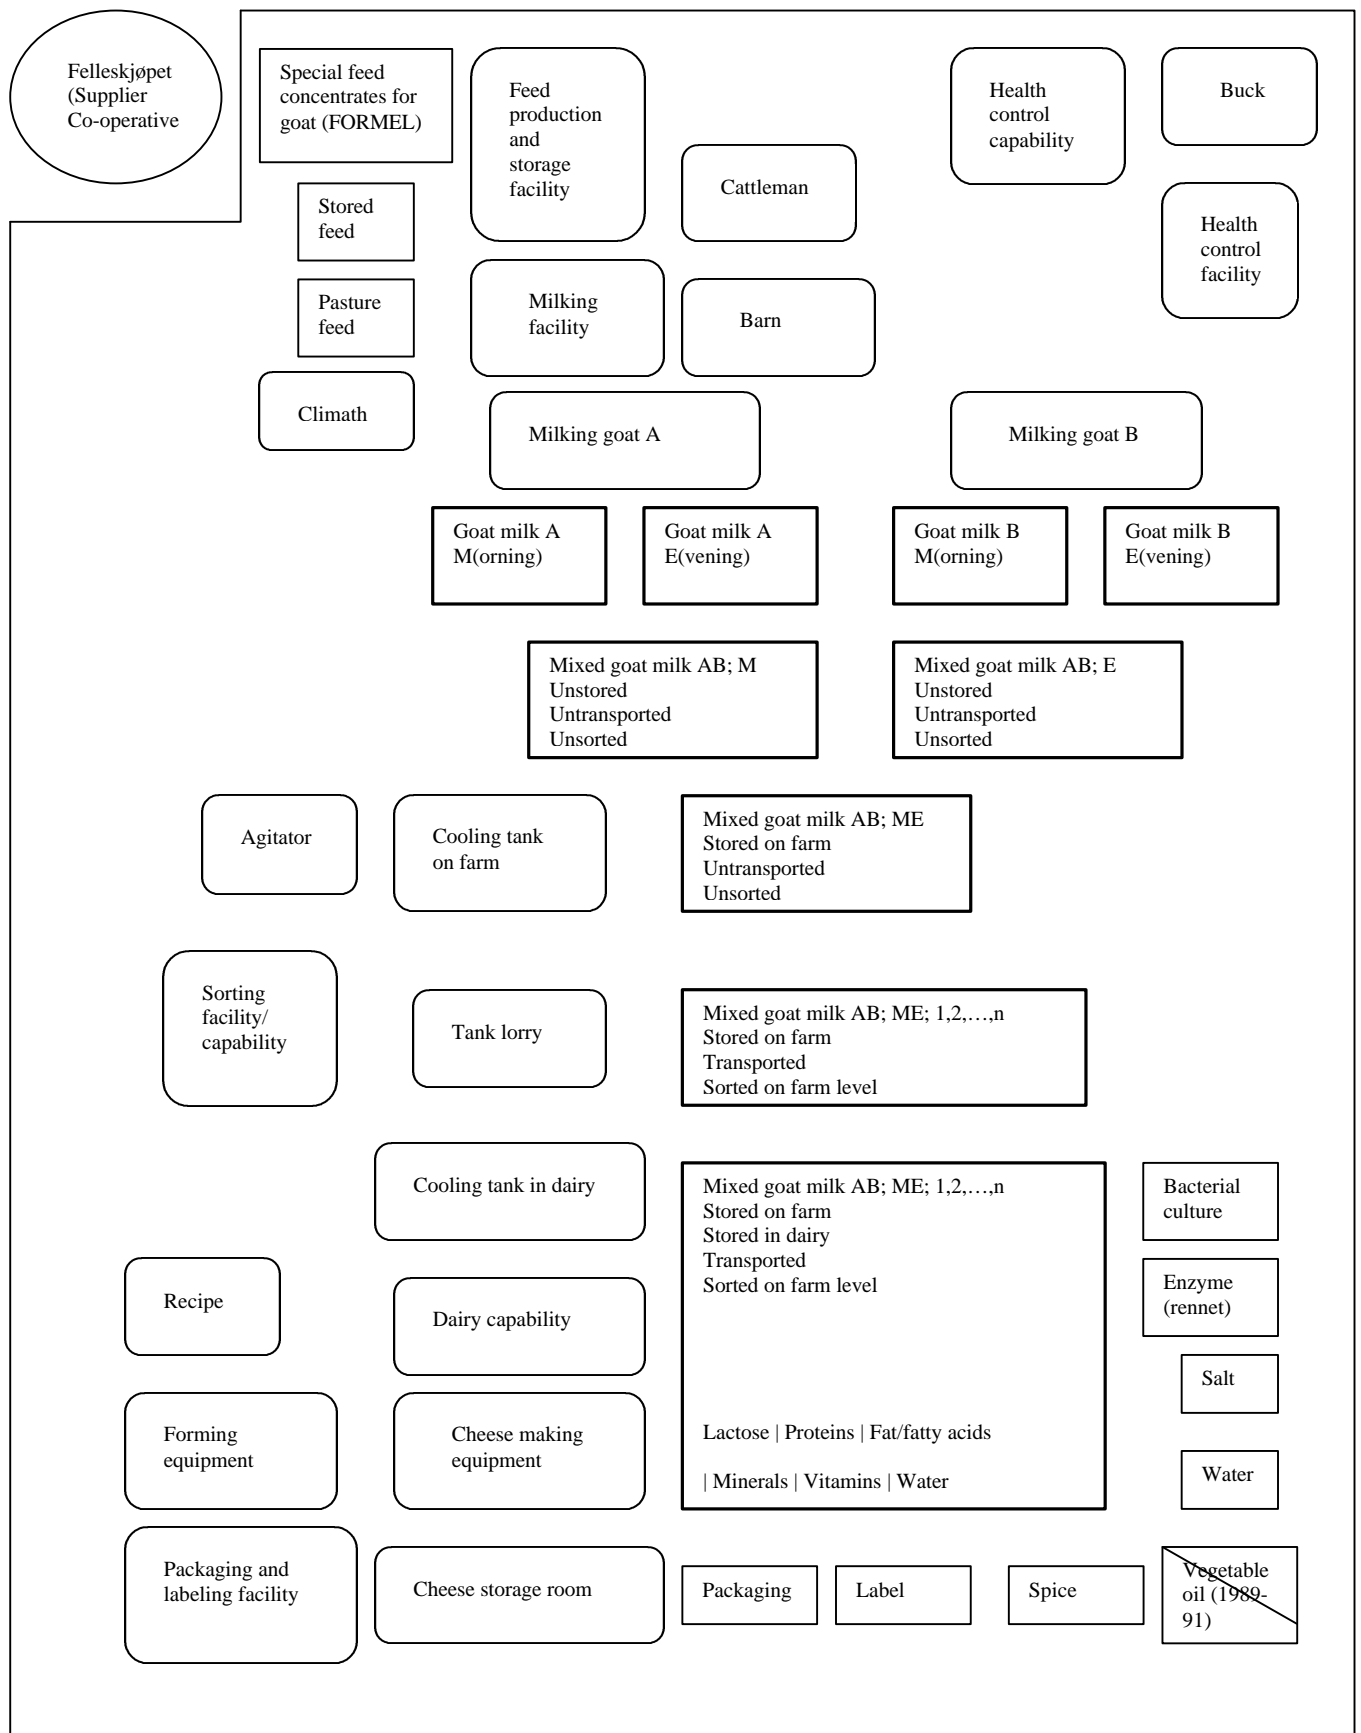 Felleskjøpet
(Supplier
Co-operative
Special feed
concentrates for
goat (FORMEL)
Feed
production
and
storage
facility
Health
control
capability
Buck
Cattleman
Stored
feed
Health
control
facility
Pasture
feed
Milking
facility
Barn
Climath
Milking goat A
Milking goat B
Goat milk A
M(orning)
Goat milk A
E(vening)
Goat milk B
M(orning)
Goat milk B
E(vening)
Mixed goat milk AB; M
Unstored
Untransported
Unsorted
Mixed goat milk AB; E
Unstored
Untransported
Unsorted
Agitator
Cooling tank
on farm
Mixed goat milk AB; ME
Stored on farm
Untransported
Unsorted
Sorting
facility/
capability
Tank lorry
Mixed goat milk AB; ME; 1,2,…,n
Stored on farm
Transported
Sorted on farm level
Cooling tank in dairy
Mixed goat milk AB; ME; 1,2,…,n
Stored on farm
Stored in dairy
Transported
Sorted on farm level
Lactose | Proteins | Fat/fatty acids
| Minerals | Vitamins | Water
Bacterial
culture
Recipe
Dairy capability
Enzyme
(rennet)
Salt
Forming
equipment
Cheese making
equipment
Water
Packaging and
labeling facility
Cheese storage room
Packaging
Label
Spice
Vegetable
oil (1989-
91)